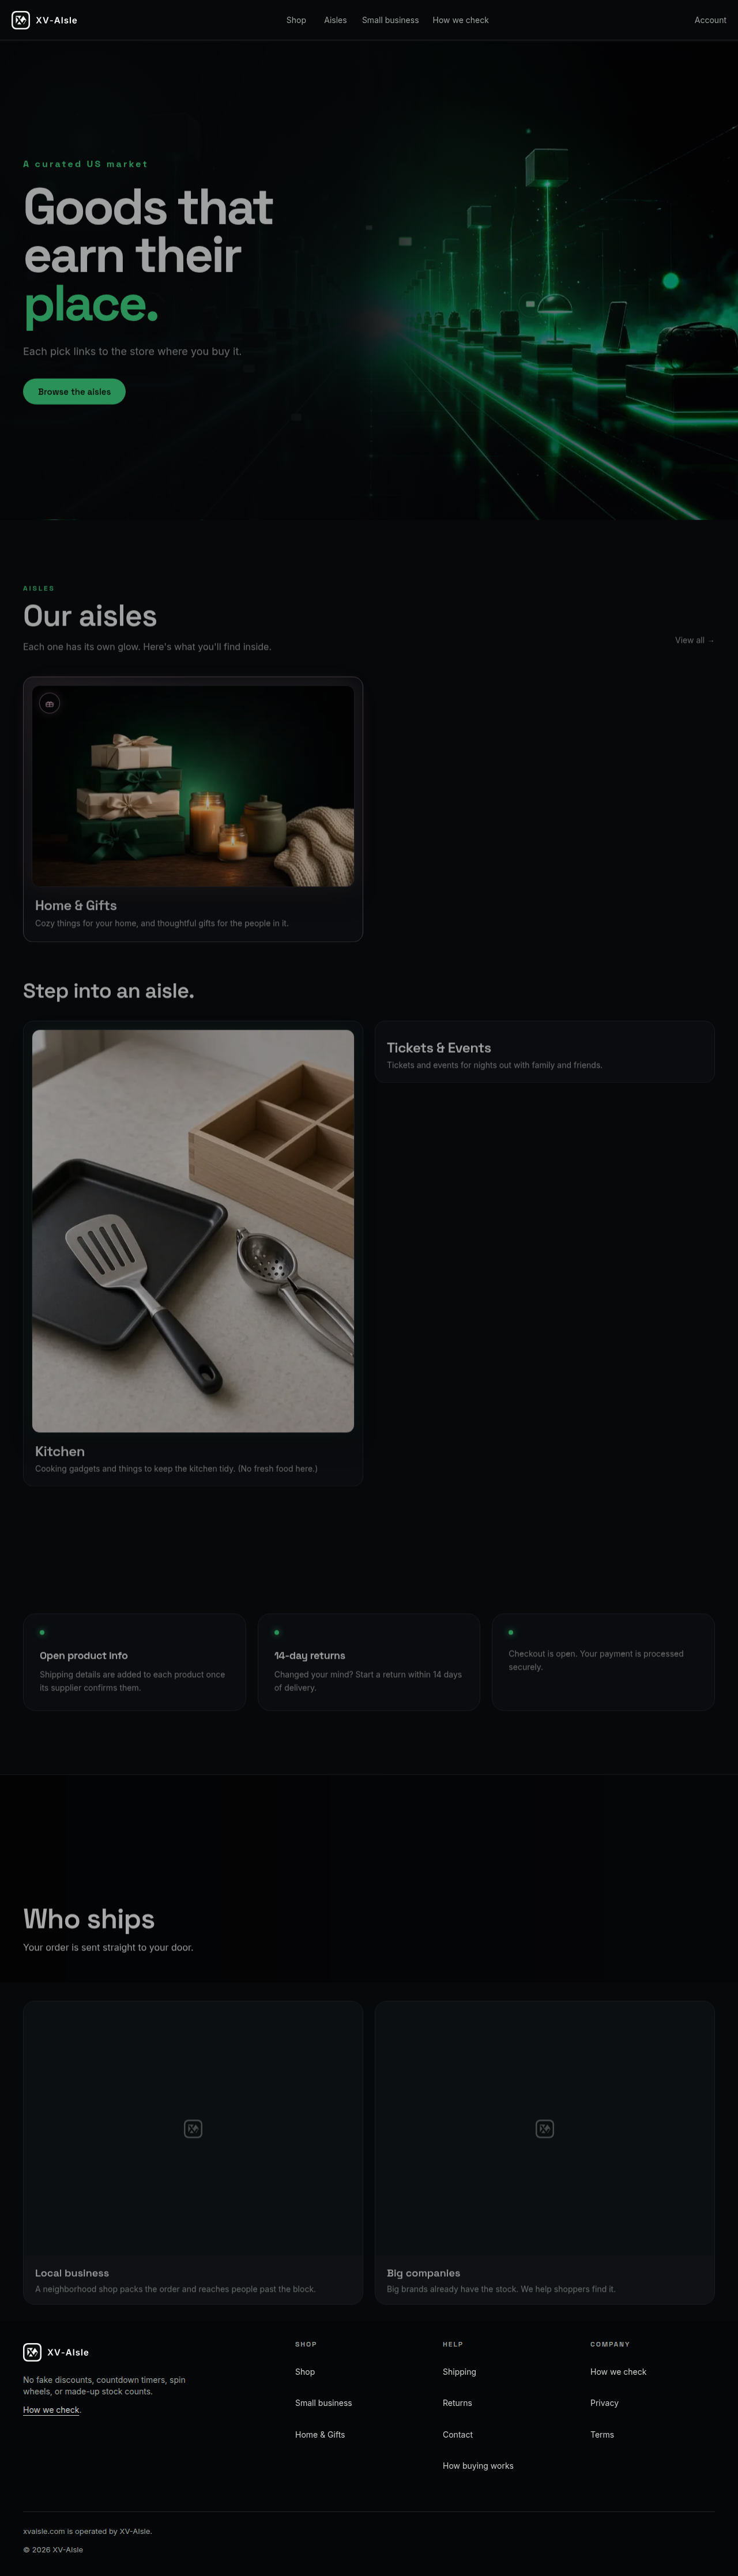 XV-AIsle
Shop
Aisles
Small business
How we check
Account
A curated US market
Goods that
earn their
place.
Each pick links to the store where you buy it.
Browse the aisles
AISLES
Our aisles
Each one has its own glow. Here's what you'll find inside.
View all →
Home & Gifts
Cozy things for your home, and thoughtful gifts for the people in it.
Step into an aisle.
Kitchen
Cooking gadgets and things to keep the kitchen tidy. (No fresh food here.)
Tickets & Events
Tickets and events for nights out with family and friends.
Open product info
Shipping details are added to each product once
its supplier confirms them.
14-day returns
Changed your mind? Start a return within 14 days
of delivery.
Checkout is open. Your payment is processed
securely.
Who ships
Your order is sent straight to your door.
Local business
A neighborhood shop packs the order and reaches people past the block.
Big companies
Big brands already have the stock. We help shoppers find it.
XV-AIsle
No fake discounts, countdown timers, spin
wheels, or made-up stock counts.
How we check.
SHOP
Shop
Small business
Home & Gifts
HELP
Shipping
Returns
Contact
How buying works
COMPANY
How we check
Privacy
Terms
xvaisle.com is operated by XV-AIsle.
© 2026 XV-AIsle